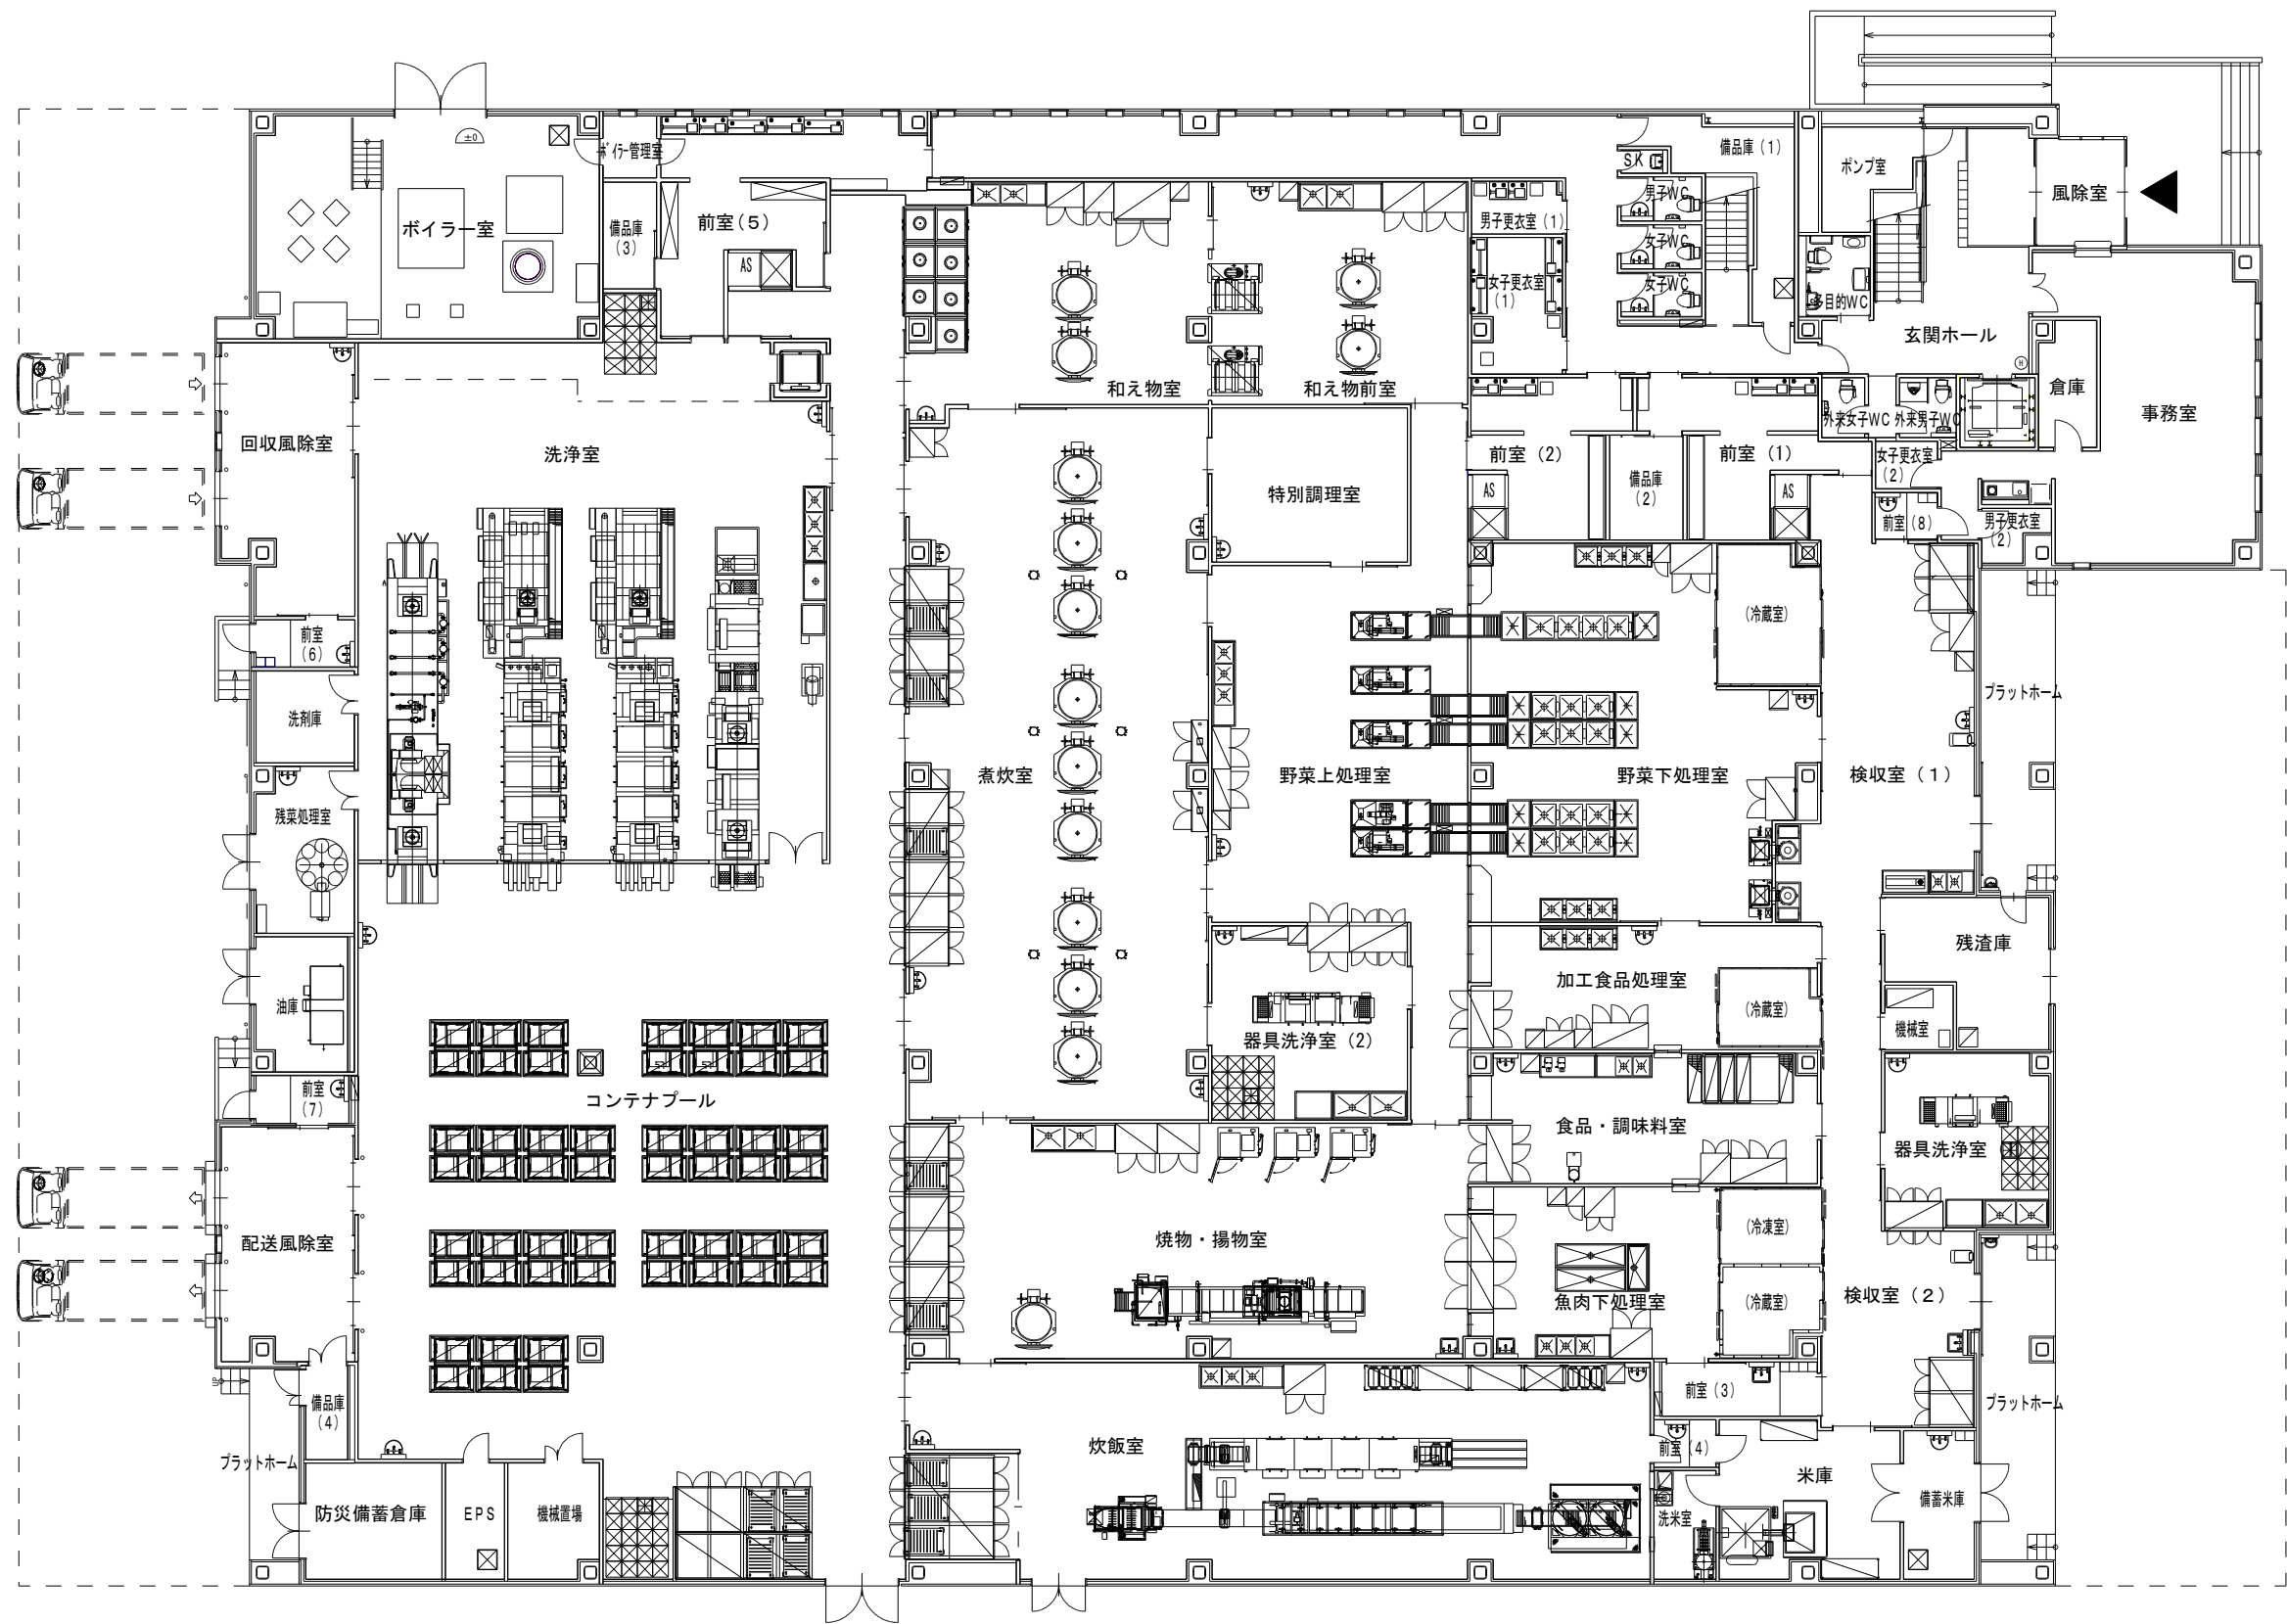 ±0
ボイラー管理室
備品庫（1）
SK
ポンプ室
風除室
男子WC
男子更衣室（1）
ボイラー室
備品庫
（3）
前室（5）
女子WC
AS
女子更衣室
（1）
女子WC
多目的WC
玄関ホール
H
和え物室
和え物前室
倉庫
事務室
外来女子WC
外来男子WC
回収風除室
洗浄室
前室（2）
前室（1）
女子更衣室
（2）
特別調理室
備品庫
（2）
AS
AS
前室（8）
男子更衣室
（2）
（冷蔵室）
前室
（6）
プラットホーム
洗剤庫
煮炊室
野菜上処理室
野菜下処理室
検収室（1）
残菜処理室
残渣庫
加工食品処理室
油庫
（冷蔵室）
機械室
器具洗浄室（2）
前室
（7）
コンテナプール
食品・調味料室
器具洗浄室
配送風除室
焼物・揚物室
（冷凍室）
魚肉下処理室
（冷蔵室）
検収室（2）
UP
備品庫
（4）
前室（3）
プラットホーム
プラットホーム
炊飯室
前室（4）
米庫
防災備蓄倉庫
EPS
機械置場
洗米室
備蓄米庫